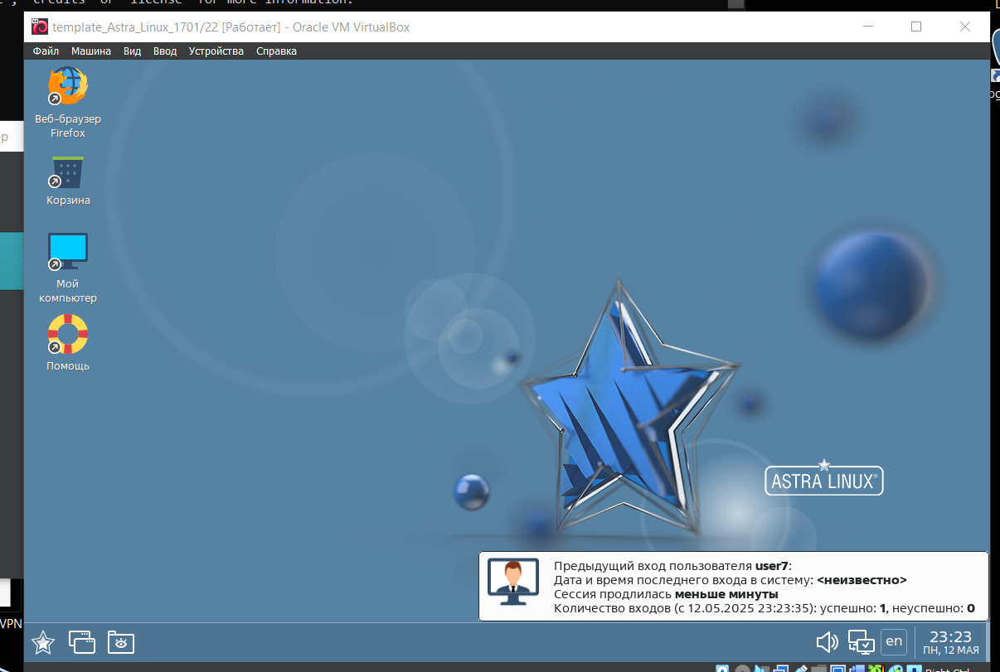 "credits" or "license" for more information.
template_Astra_Linux_1701/22 [Работает] - Oracle VM VirtualBox
Файл Машина Вид Ввод Устройства Справка
Веб-браузер
Firefox
Корзина
Мой
компьютер
Помощь
ASTRA LINUX®
Предыдущий вход пользователя user7:
Дата и время последнего входа в систему: <неизвестно>
Сессия продлилась меньше минуты
Количество входов (с 12.05.2025 23:23:35): успешно: 1, неуспешно: 0
VPN
en
23:23
ПН, 12 МАЯ
Right Ctrl